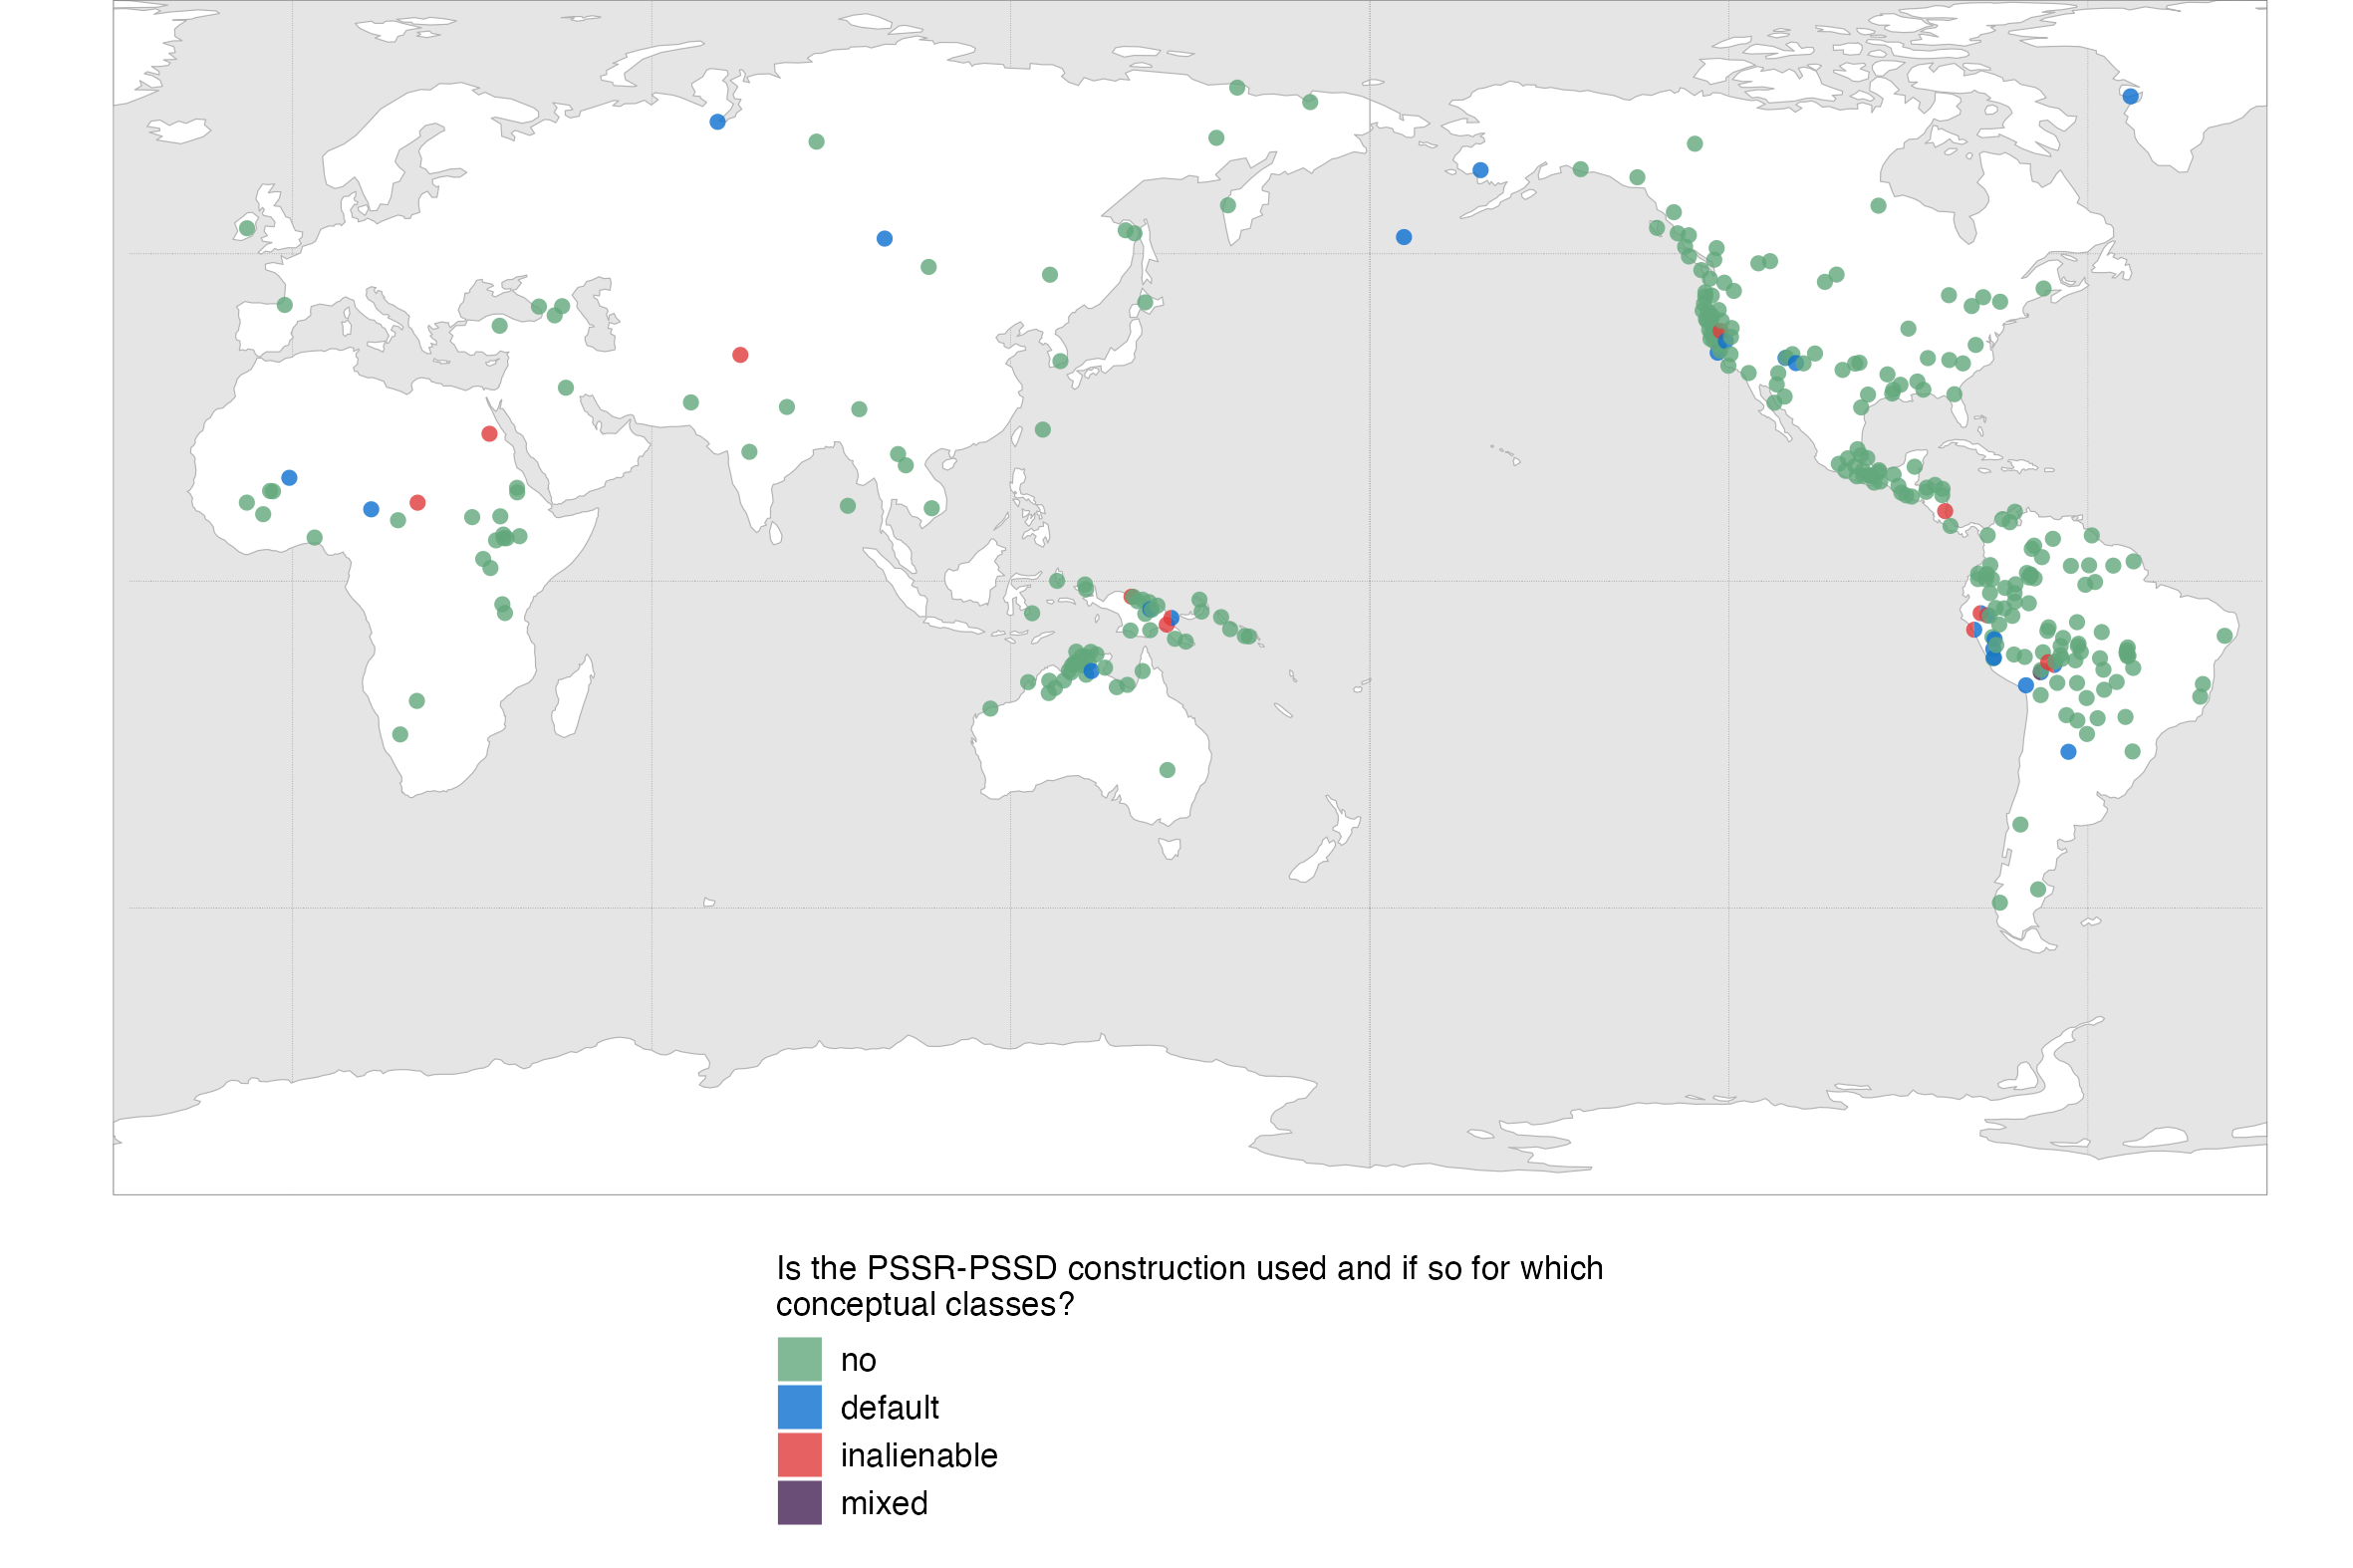 Is the PSSR-PSSD construction used and if so for which
conceptual classes?
no
default
inalienable
mixed